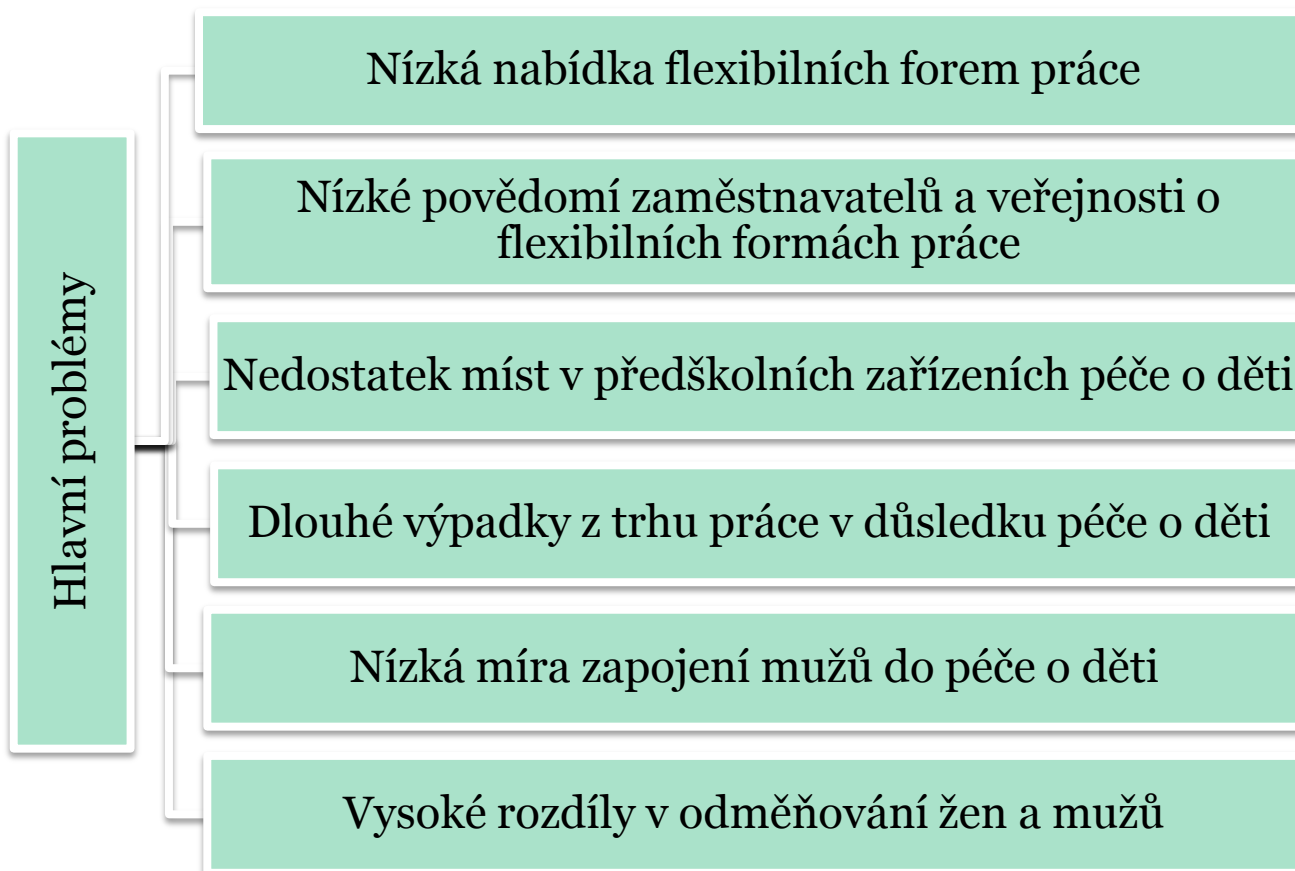 Hlavní problémy
Nízká nabídka flexibilních forem práce
Nízké povědomí zaměstnavatelů a veřejnosti o
flexibilních formách práce
Nedostatek míst v předškolních zařízeních péče o děti
Dlouhé výpadky z trhu práce v důsledku péče o děti
Nízká míra zapojení mužů do péče o děti
Vysoké rozdíly v odměňování žen a mužů